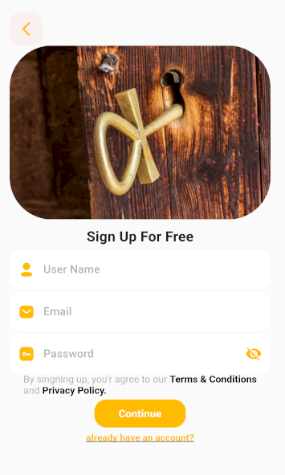 Sign Up For Free
User Name
Email
Password
By singning up, you'r agree to our Terms & Conditions
and Privacy Policy.
Continue
already have an account?